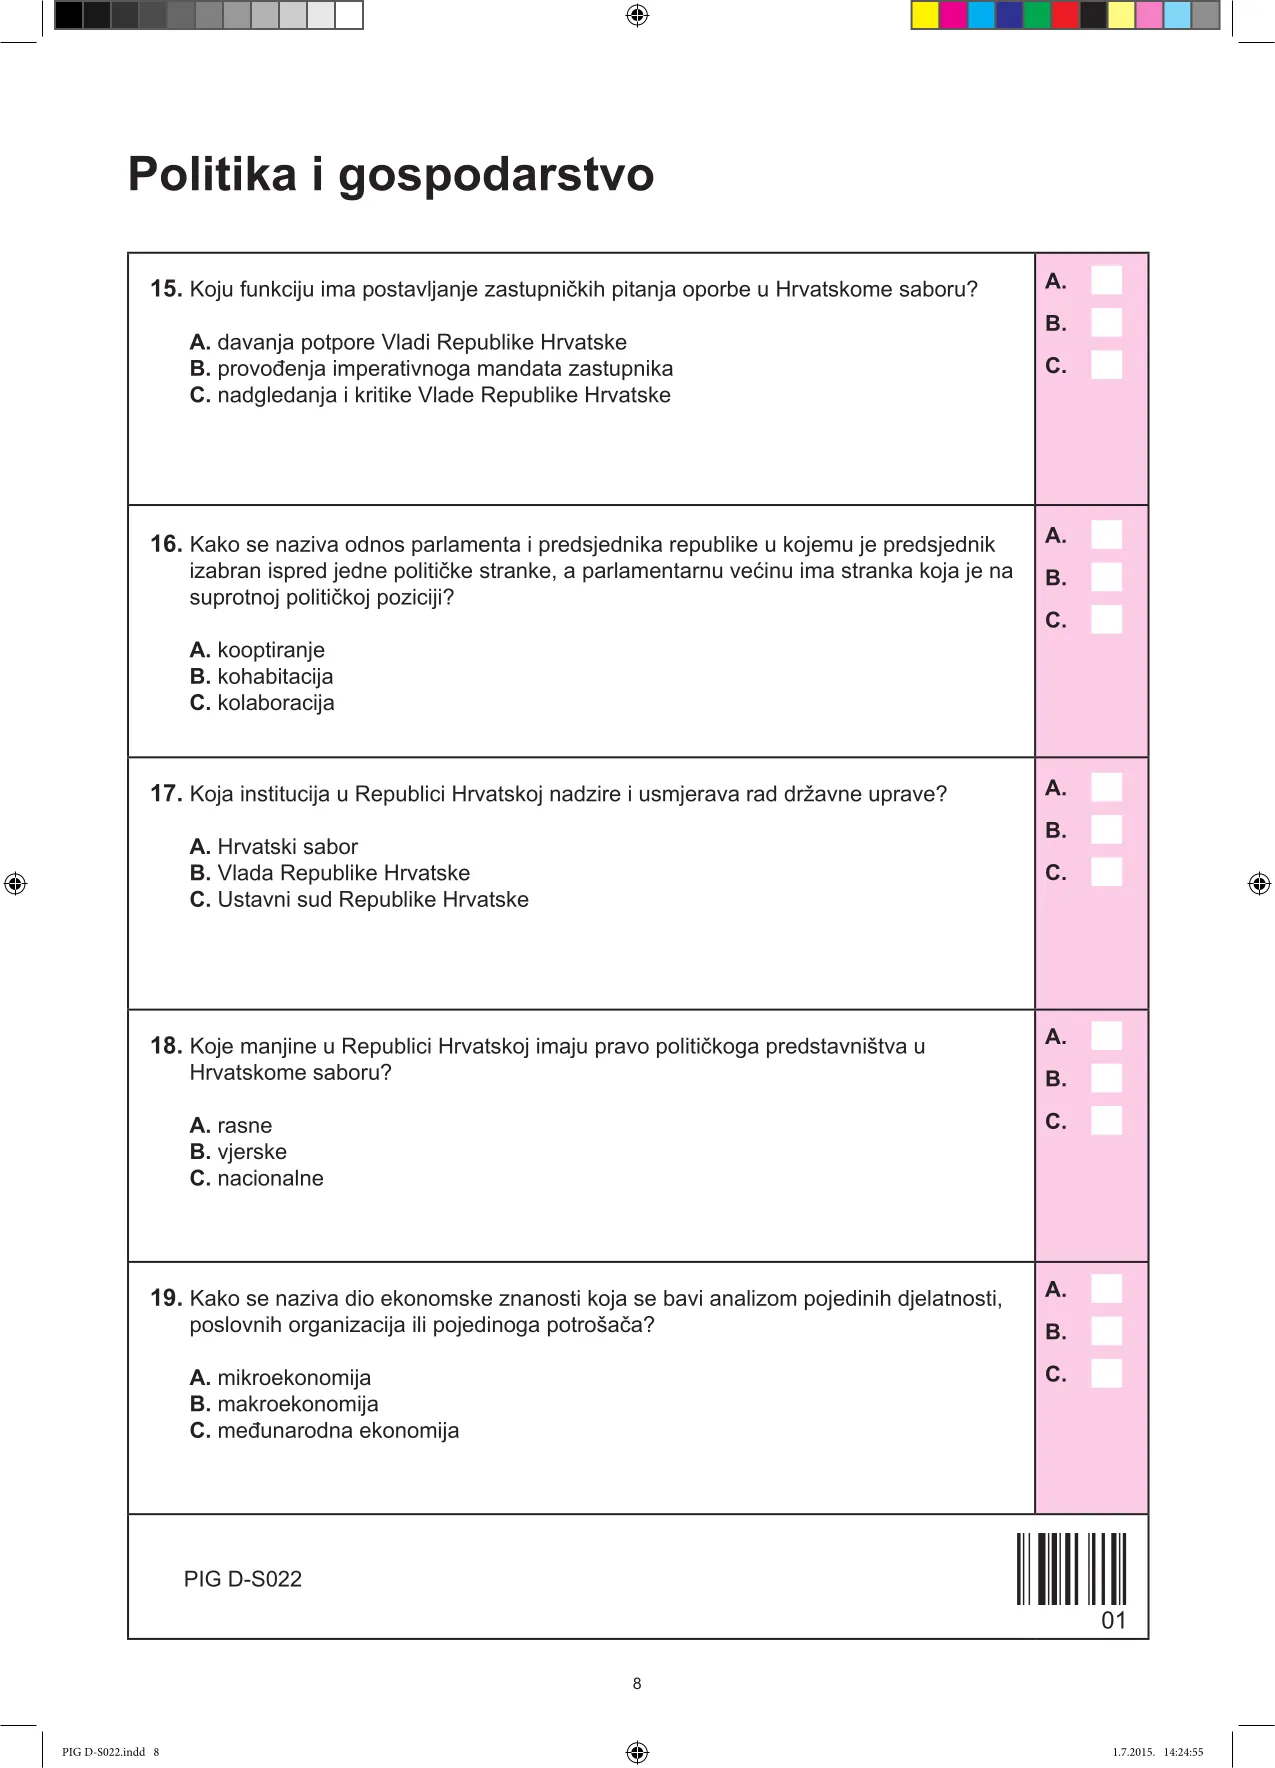 Politika i gospodarstvo
15. Koju funkciju ima postavljanje zastupničkih pitanja oporbe u Hrvatskome saboru?
A. davanja potpore Vladi Republike Hrvatske
B. provođenja imperativnoga mandata zastupnika
C. nadgledanja i kritike Vlade Republike Hrvatske
A.
B.
C.
16. Kako se naziva odnos parlamenta i predsjednika republike u kojemu je predsjednik
izabran ispred jedne političke stranke, a parlamentarnu većinu ima stranka koja je na
suprotnoj političkoj poziciji?
A. kooptiranje
B. kohabitacija
C. kolaboracija
A.
B.
C.
17. Koja institucija u Republici Hrvatskoj nadzire i usmjerava rad državne uprave?
A. Hrvatski sabor
B. Vlada Republike Hrvatske
C. Ustavni sud Republike Hrvatske
A.
B.
C.
18. Koje manjine u Republici Hrvatskoj imaju pravo političkoga predstavništva u
Hrvatskome saboru?
A. rasne
B. vjerske
C. nacionalne
A.
B.
C.
19. Kako se naziva dio ekonomske znanosti koja se bavi analizom pojedinih djelatnosti,
poslovnih organizacija ili pojedinoga potrošača?
A. mikroekonomija
B. makroekonomija
C. međunarodna ekonomija
A.
B.
C.
PIG D-S022
01
8
PIG D-S022.indd 8
1.7.2015. 14:24:55